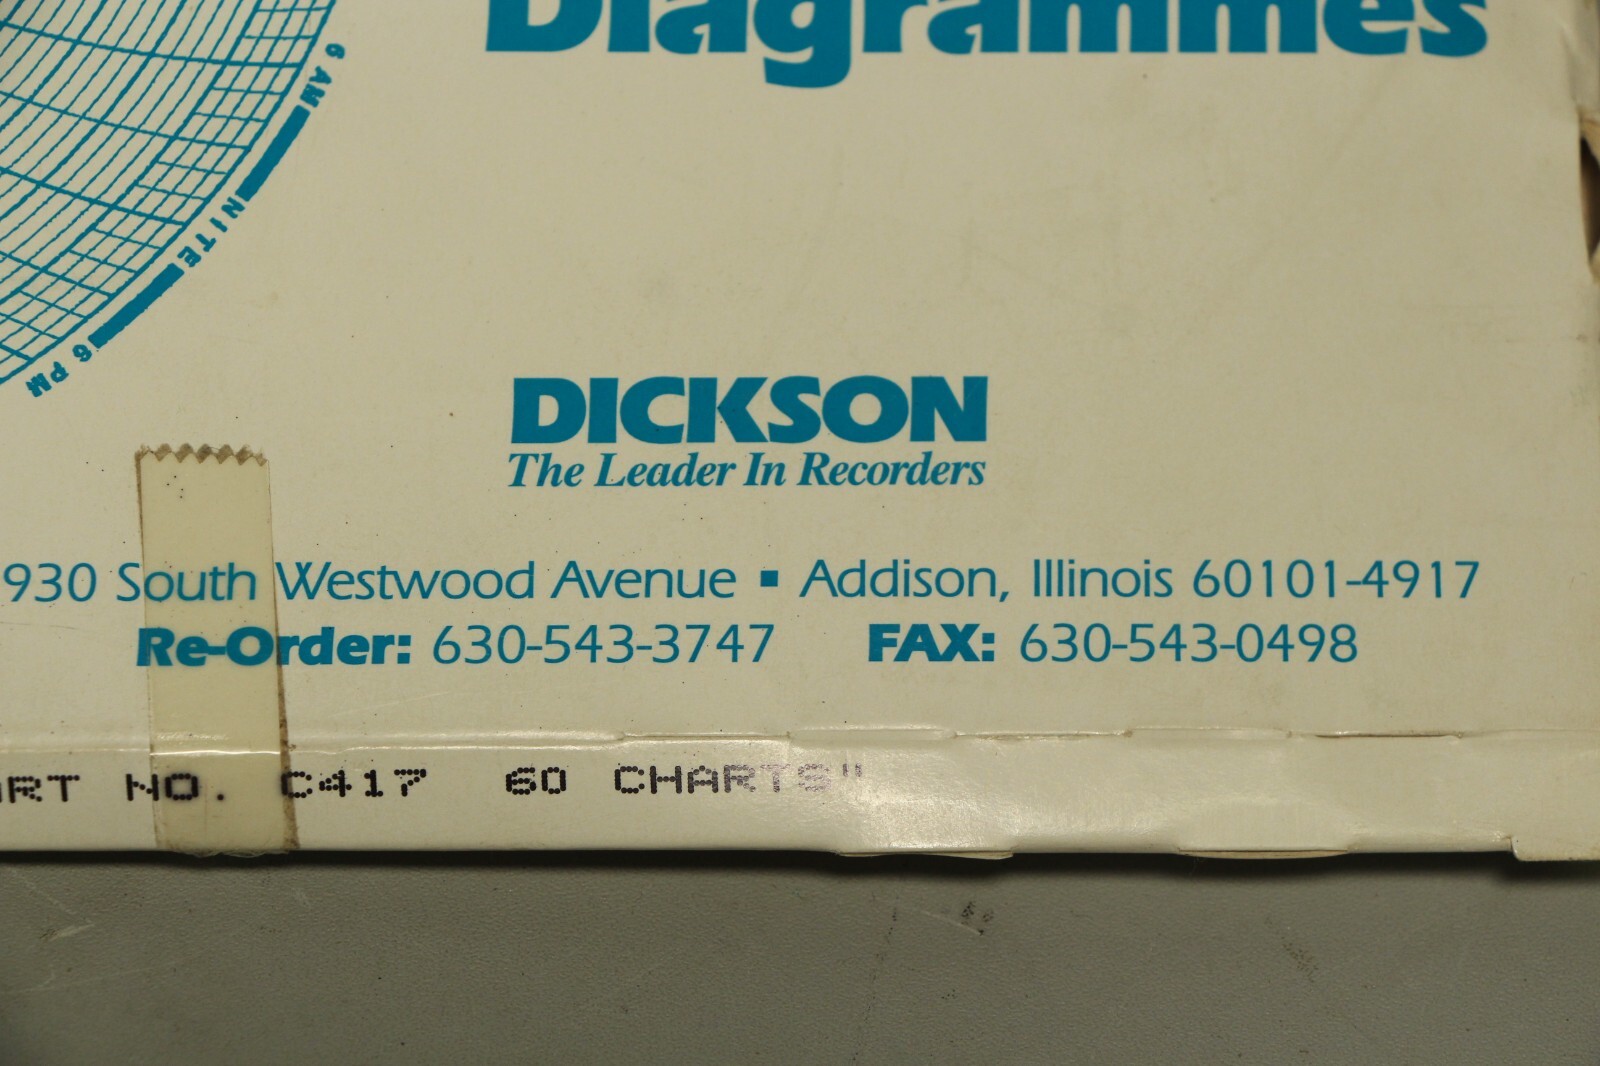 Diagrammes
6 AM
NITE
6 PM
DICKSON
The Leader In Recorders
930 South Westwood Avenue ▪ Addison, Illinois 60101-4917
Re-Order: 630-543-3747 FAX: 630-543-0498
ART NO. C417 60 CHARTS"